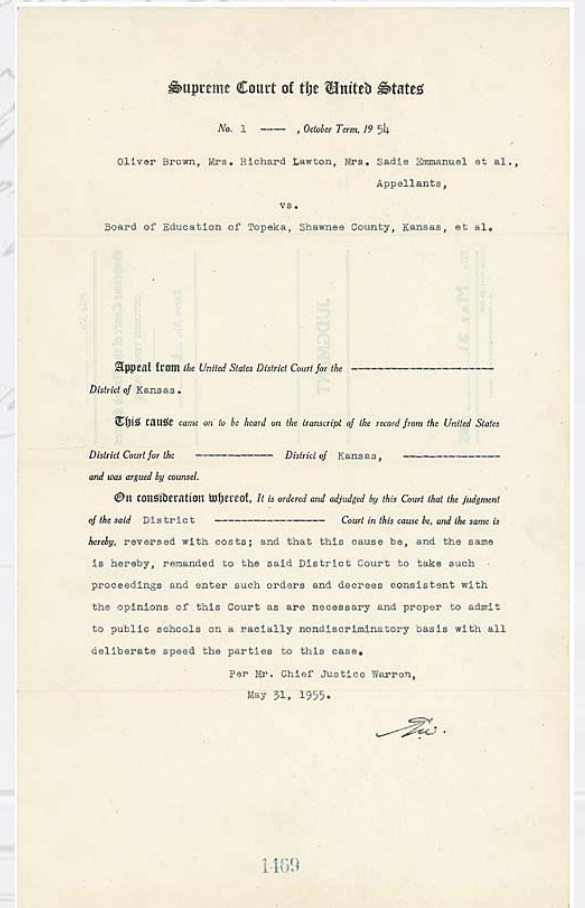 Supreme Court of the United States
No. 1 ---- , October Term, 1954
Oliver Brown, Mrs. Richard Lawton, Mrs. Sadie Emmanuel et al.,
Appellants,
vs.
Board of Education of Topeka, Shawnee County, Kansas, et al.
JUDGMENT
Appeal from the United States District Court for the --------------------
District of Kansas.
This cause came on to be heard on the transcript of the record from the United States
District Court for the ----------- District of Kansas, --------------
and was argued by counsel.
On consideration whereof, It is ordered and adjudged by this Court that the judgment
of the said District ---------------- Court in this cause be, and the same is
hereby, reversed with costs; and that this cause be, and the same
is hereby, remanded to the said District Court to take such
proceedings and enter such orders and decrees consistent with
the opinions of this Court as are necessary and proper to admit
to public schools on a racially nondiscriminatory basis with all
deliberate speed the parties to this case.
Per Mr. Chief Justice Warren,
May 31, 1955.
1469